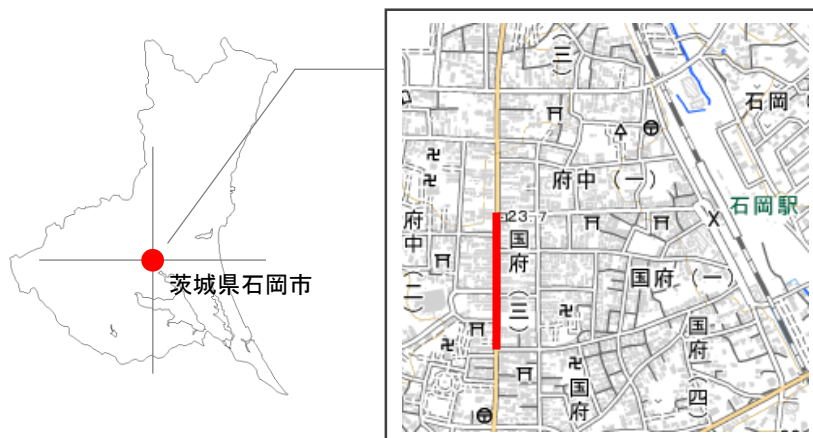 茨城県石岡市
(三)
石岡(
府中(一)
石岡駅
23.7
府中(二)
国府(三)
国府(一)
国府(四)
国府